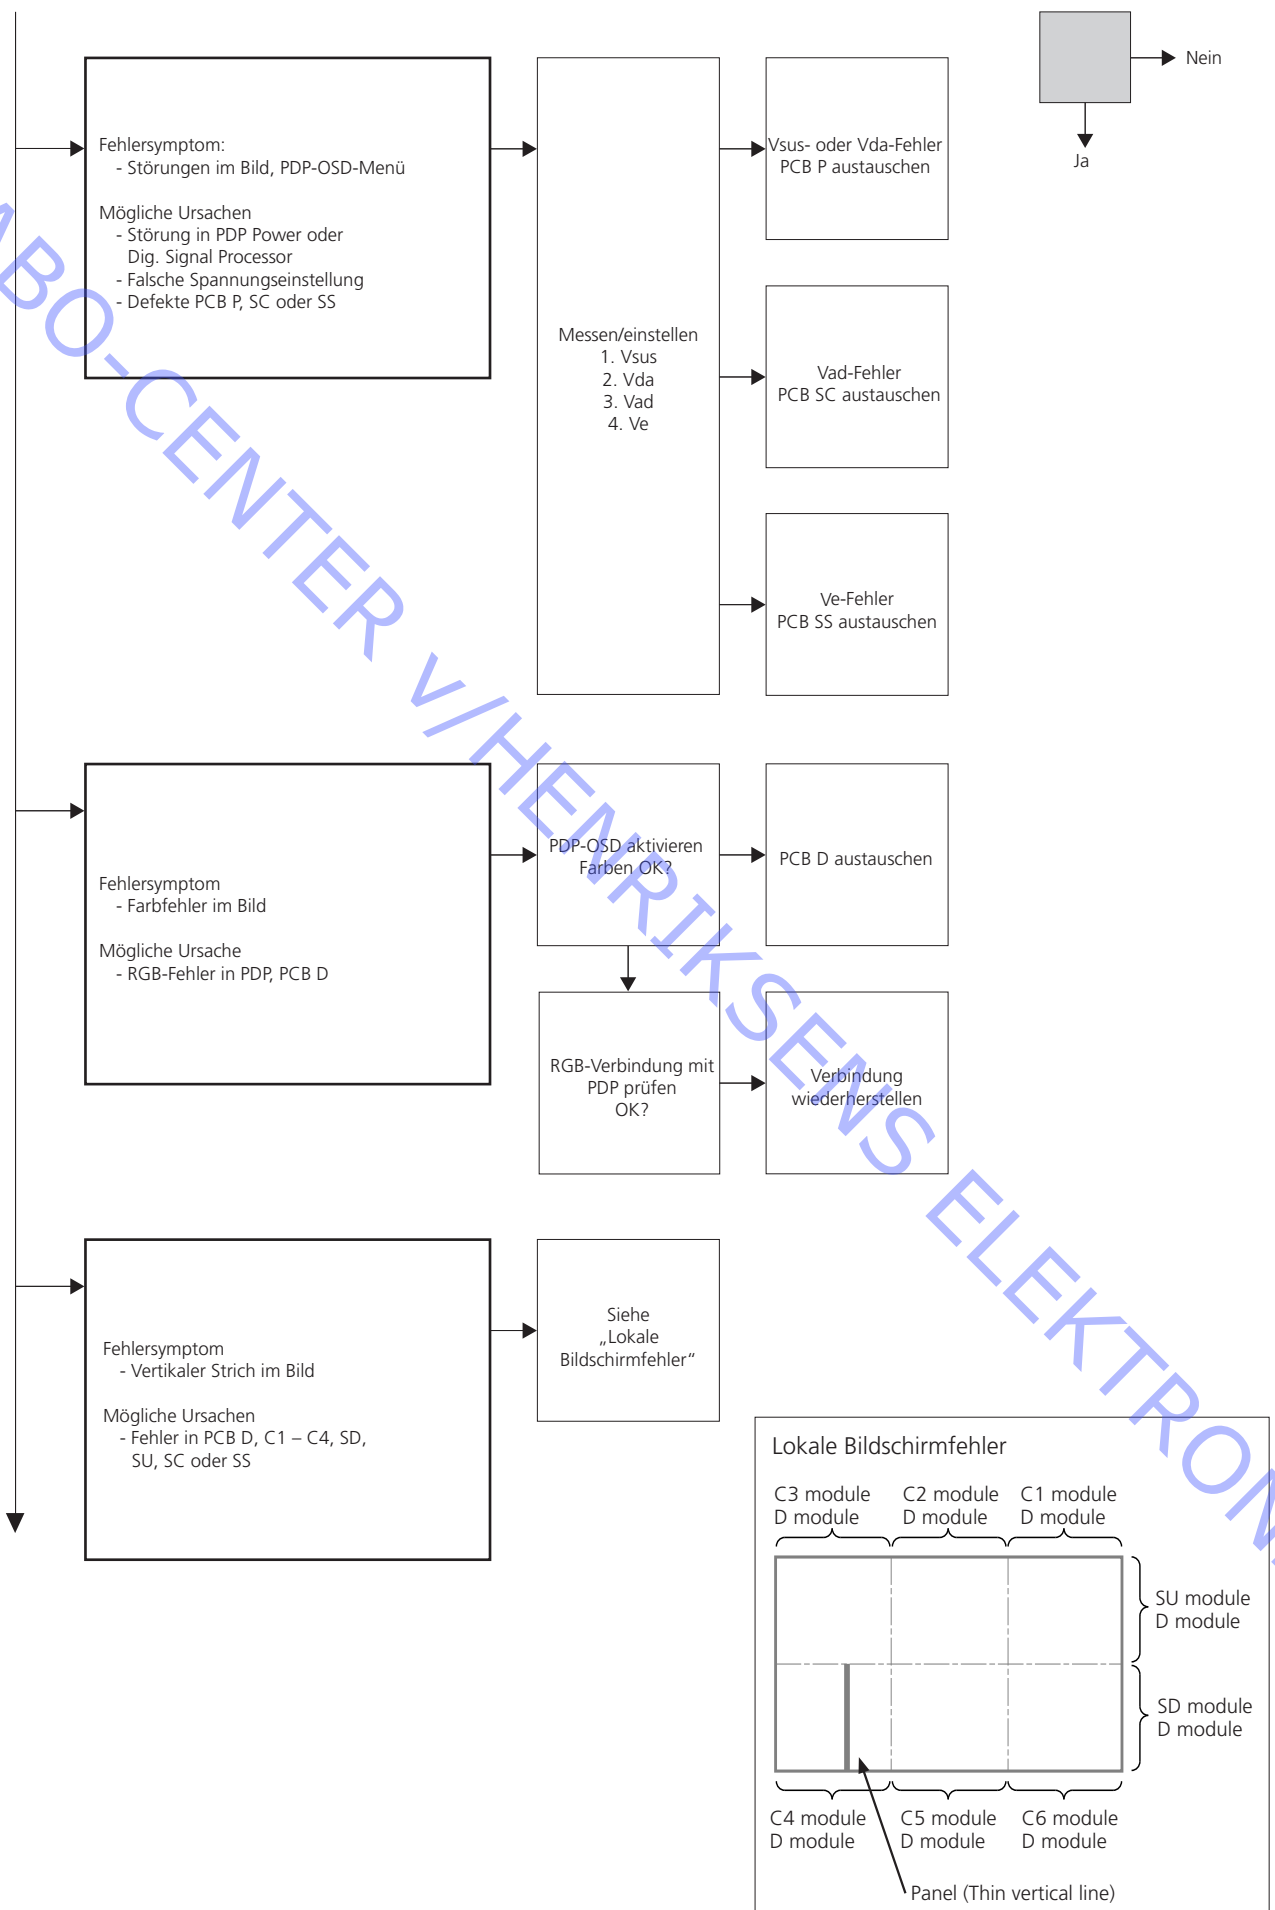 Fehlersymptom:
- Störungen im Bild, PDP-OSD-Menü
Mögliche Ursachen
- Störung in PDP Power oder
Dig. Signal Processor
- Falsche Spannungseinstellung
- Defekte PCB P, SC oder SS
Messen/einstellen
1. Vsus
2. Vda
3. Vad
4. Ve
Vsus- oder Vda-Fehler
PCB P austauschen
Vad-Fehler
PCB SC austauschen
Ve-Fehler
PCB SS austauschen
Nein
Ja
Fehlersymptom
- Farbfehler im Bild
Mögliche Ursache
- RGB-Fehler in PDP, PCB D
PDP-OSD aktivieren
Farben OK?
PCB D austauschen
RGB-Verbindung mit
PDP prüfen
OK?
Verbindung
wiederherstellen
Fehlersymptom
- Vertikaler Strich im Bild
Mögliche Ursachen
- Fehler in PCB D, C1 – C4, SD,
SU, SC oder SS
Siehe
„Lokale
Bildschirmfehler“
Lokale Bildschirmfehler
C3 module
D module
C2 module
D module
C1 module
D module
SU module
D module
SD module
D module
C4 module
D module
C5 module
D module
C6 module
D module
Panel (Thin vertical line)
ABO-CENTER v/HENRIKSENS ELEKTRON